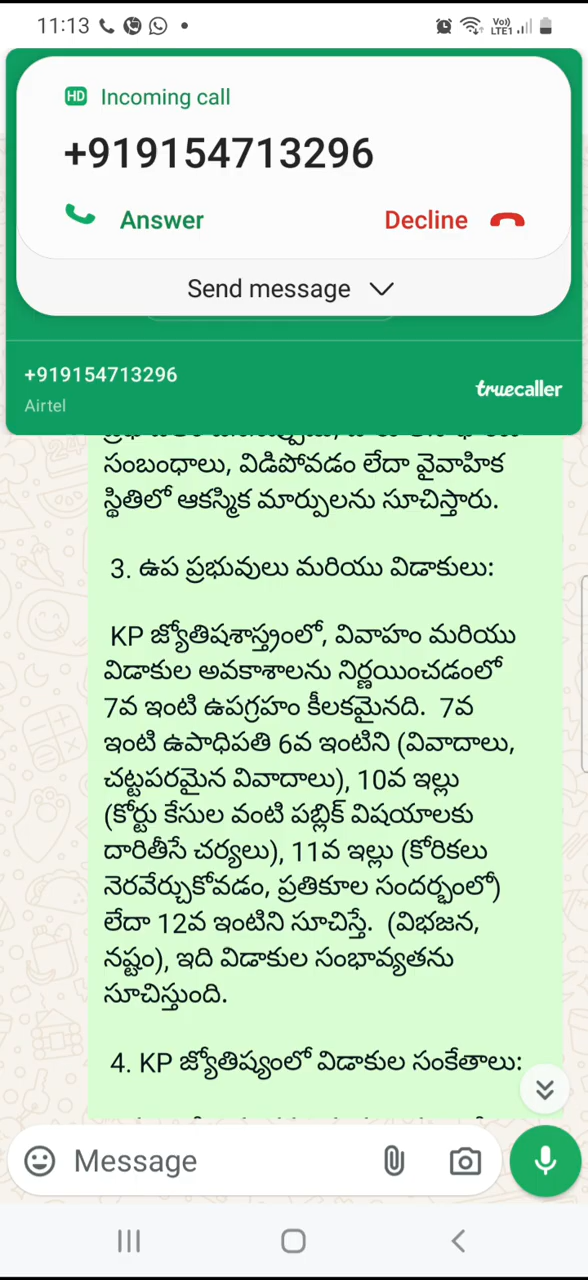 11:13
Vo))
LTE1
HD Incoming call
+919154713296
Answer
Decline
Send message
+919154713296
Airtel
truecaller
సంబంధాలు, విడిపోవడం లేదా వైవాహిక
స్థితిలో ఆకస్మిక మార్పులను సూచిస్తారు.
3. ఉప ప్రభువులు మరియు విడాకులు:
KP జ్యోతిషశాస్త్రంలో, వివాహం మరియు
విడాకుల అవకాశాలను నిర్ణయించడంలో
7వ ఇంటి ఉపగ్రహం కీలకమైనది. 7వ
ఇంటి ఉపాధిపతి 6వ ఇంటిని (వివాదాలు,
చట్టపరమైన వివాదాలు), 10వ ఇల్లు
(కోర్టు కేసుల వంటి పబ్లిక్ విషయాలకు
దారితీసే చర్యలు), 11వ ఇల్లు (కోరికలు
నెరవేర్చుకోవడం, ప్రతికూల సందర్భంలో)
లేదా 12వ ఇంటిని సూచిస్తే. (విభజన,
నష్టం), ఇది విడాకుల సంభావ్యతను
సూచిస్తుంది.
4. KP జ్యోతిష్యంలో విడాకుల సంకేతాలు:
Message